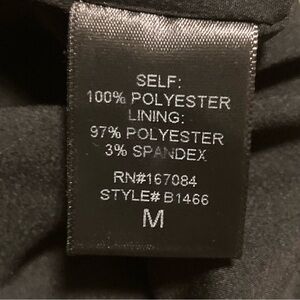 SELF:
100% POLYESTER
LINING:
97% POLYESTER
3% SPANDEX
RN#167084
STYLE# B1466
M